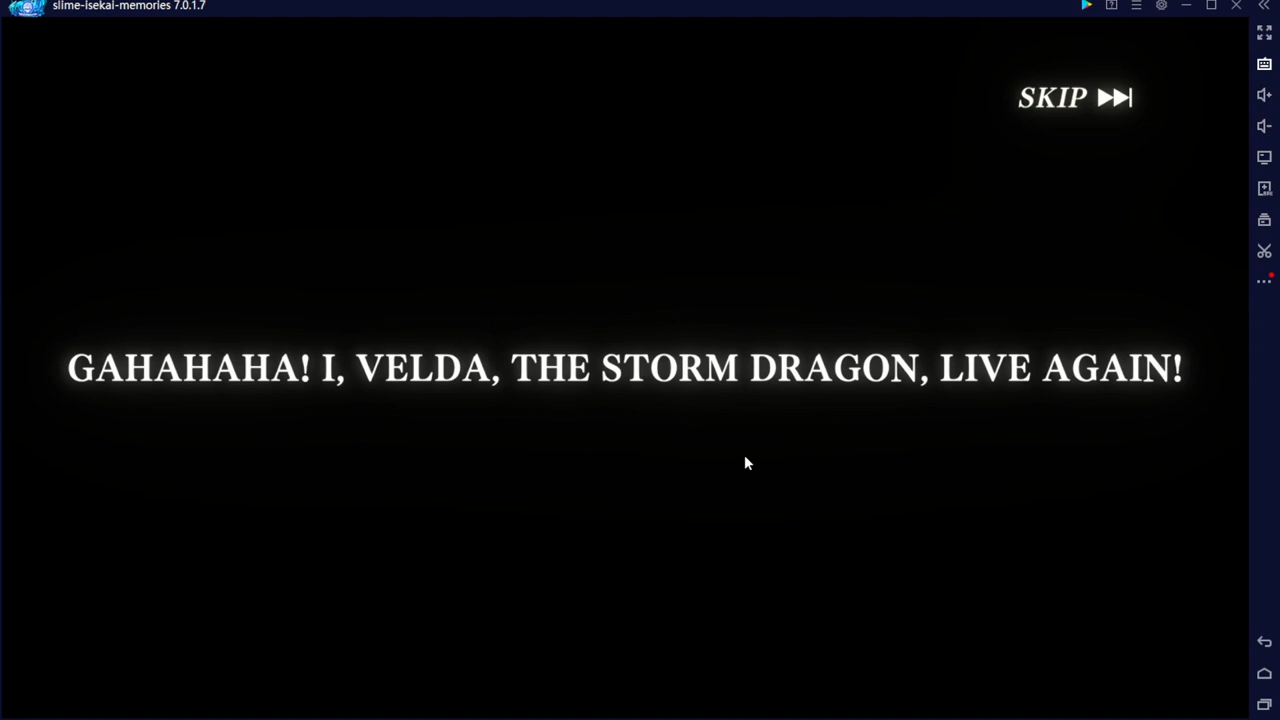 slime-isekai-memories 7.0.1.7
SKIP
GAHAHAHA! I, VELDA, THE STORM DRAGON, LIVE AGAIN!